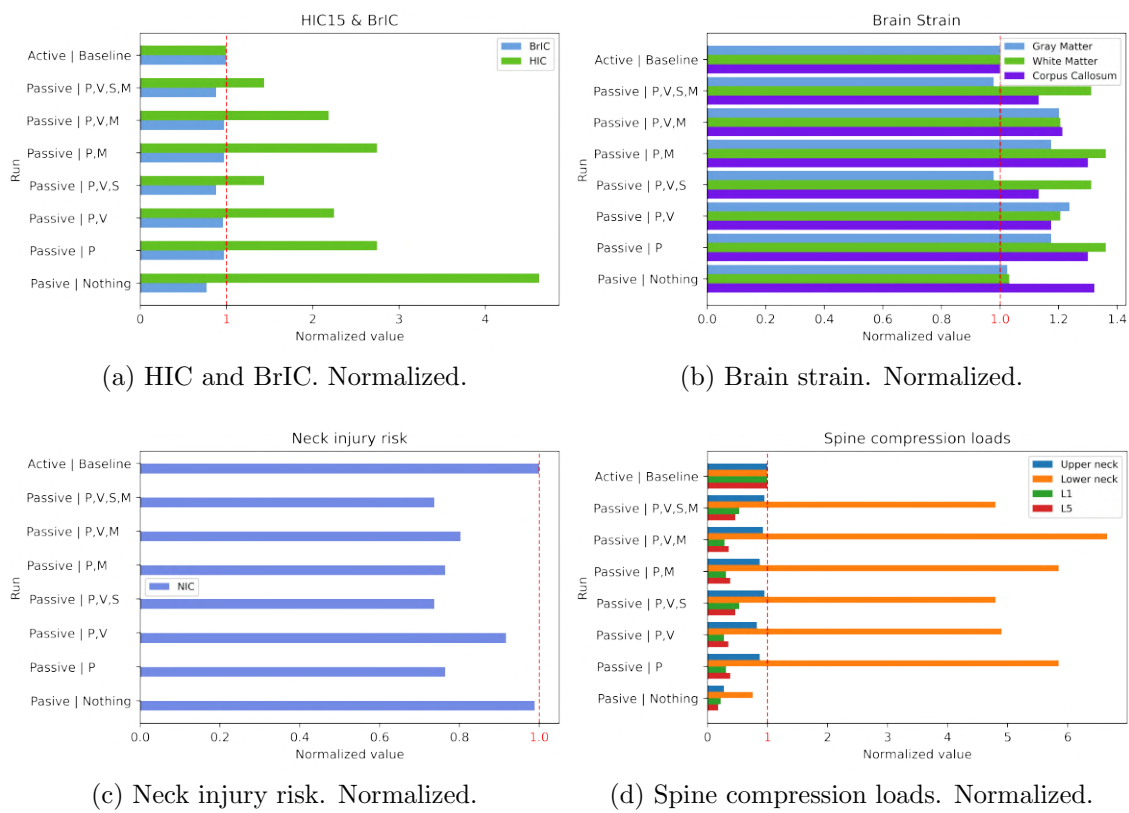 HIC15 & BrIC
Active | Baseline
Passive | P,V,S,M
Passive | P,V,M
Passive | P,M
Passive | P,V,S
Passive | P,V
Passive | P
Pasive | Nothing
Run
BrIC
HIC
0 1 2 3 4
Normalized value
(a) HIC and BrIC. Normalized.
Brain Strain
Active | Baseline
Passive | P,V,S,M
Passive | P,V,M
Passive | P,M
Passive | P,V,S
Passive | P,V
Passive | P
Pasive | Nothing
Run
Gray Matter
White Matter
Corpus Callosum
0.0 0.2 0.4 0.6 0.8 1.0 1.2 1.4
Normalized value
(b) Brain strain. Normalized.
Neck injury risk
Active | Baseline
Passive | P,V,S,M
Passive | P,V,M
Passive | P,M
Passive | P,V,S
Passive | P,V
Passive | P
Pasive | Nothing
Run
NIC
0.0 0.2 0.4 0.6 0.8 1.0
Normalized value
(c) Neck injury risk. Normalized.
Spine compression loads
Active | Baseline
Passive | P,V,S,M
Passive | P,V,M
Passive | P,M
Passive | P,V,S
Passive | P,V
Passive | P
Pasive | Nothing
Run
Upper neck
Lower neck
L1
L5
0 1 2 3 4 5 6
Normalized value
(d) Spine compression loads. Normalized.